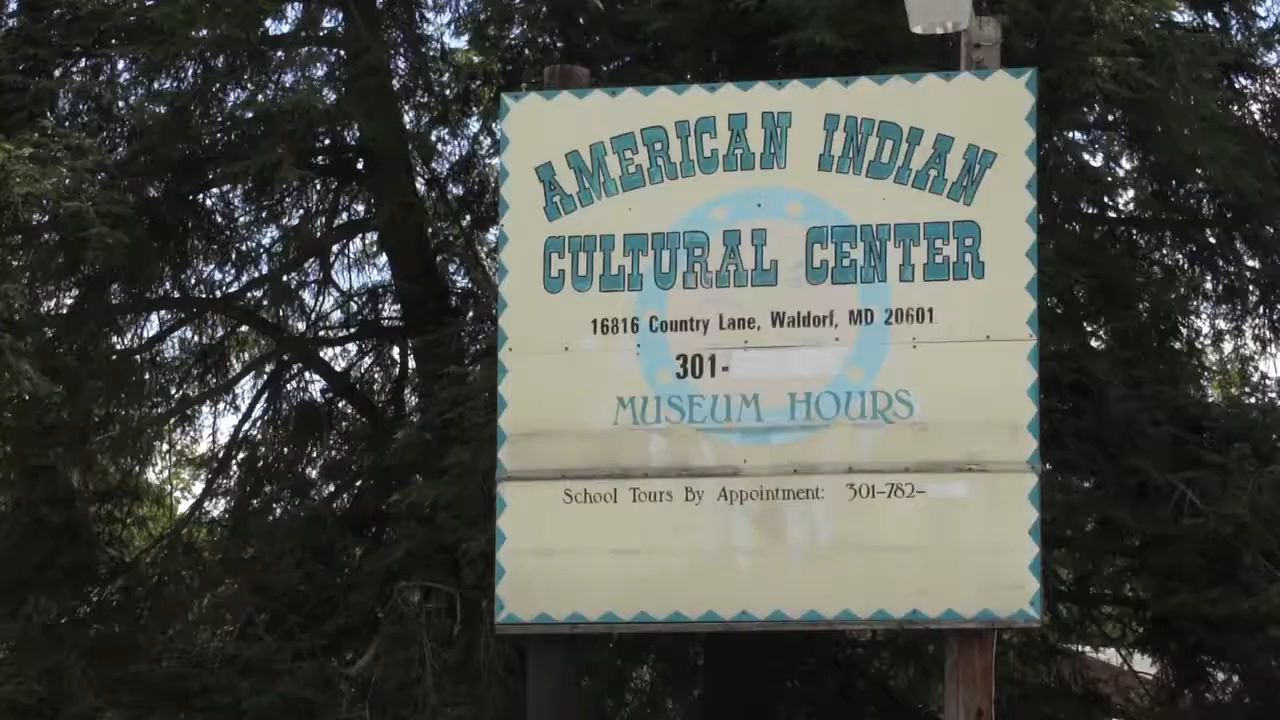 AMERICAN INDIAN
CULTURAL CENTER
16816 Country Lane, Waldorf, MD 20601
301-
MUSEUM HOURS
School Tours By Appointment: 301-782-